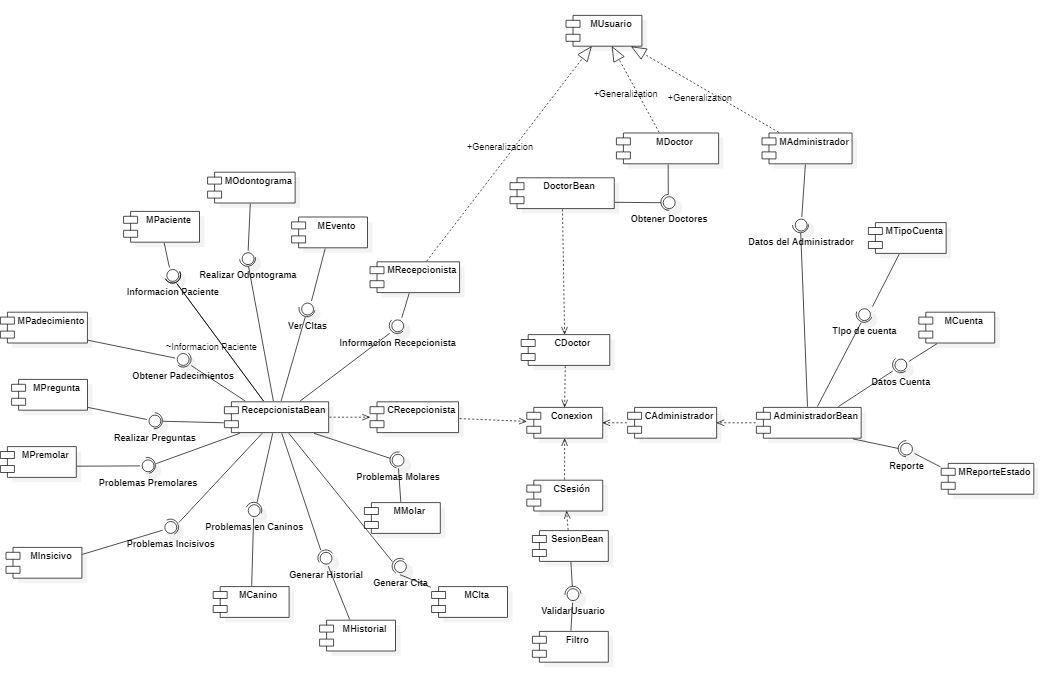 MUsuario
+Generalization
+Generalization
MDoctor
MAdministrador
+Generalizacion
MOdontograma
DoctorBean
MPaciente
Obtener Doctores
MEvento
MTipoCuenta
Datos del Administrador
MRecepcionista
Realizar Odontograma
Informacion Paciente
MPadecimiento
Ver CItas
MCuenta
TIpo de cuenta
Informacion Recepcionista
~Informacion Paciente
CDoctor
Obtener Padecimientos
Datos Cuenta
MPregunta
RecepcionistaBean
CRecepcionista
Conexion
CAdministrador
AdministradorBean
Realizar Preguntas
MPremolar
Reporte
MReporteEstado
Problemas Premolares
Problemas Molares
CSesión
MMolar
Problemas en Caninos
SesionBean
Problemas Incisivos
MInsicivo
Generar Historial
Generar Cita
MCanino
MCIta
ValidarUsuario
MHistorial
Filtro